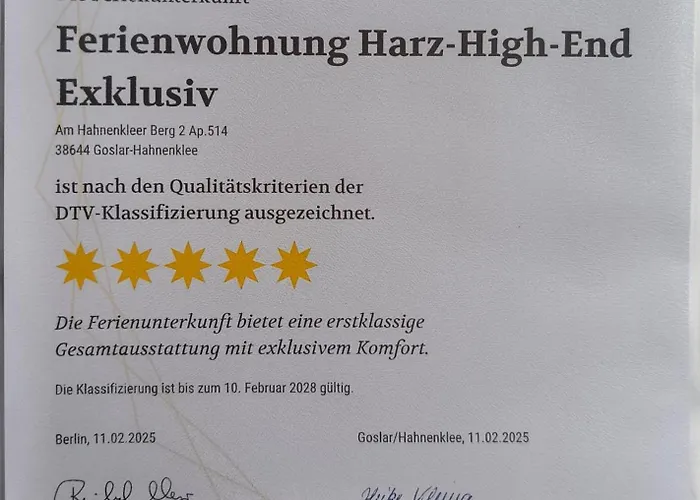 Ferienwohnung Harz-High-End
Exklusiv
Am Hahnenkleer Berg 2 Ap.514
38644 Goslar-Hahnenklee
ist nach den Qualitätskriterien der
DTV-Klassifizierung ausgezeichnet.
Die Ferienunterkunft bietet eine erstklassige
Gesamtausstattung mit exklusivem Komfort.
Die Klassifizierung ist bis zum 10. Februar 2028 gültig.
Berlin, 11.02.2025
Goslar/Hahnenklee, 11.02.2025